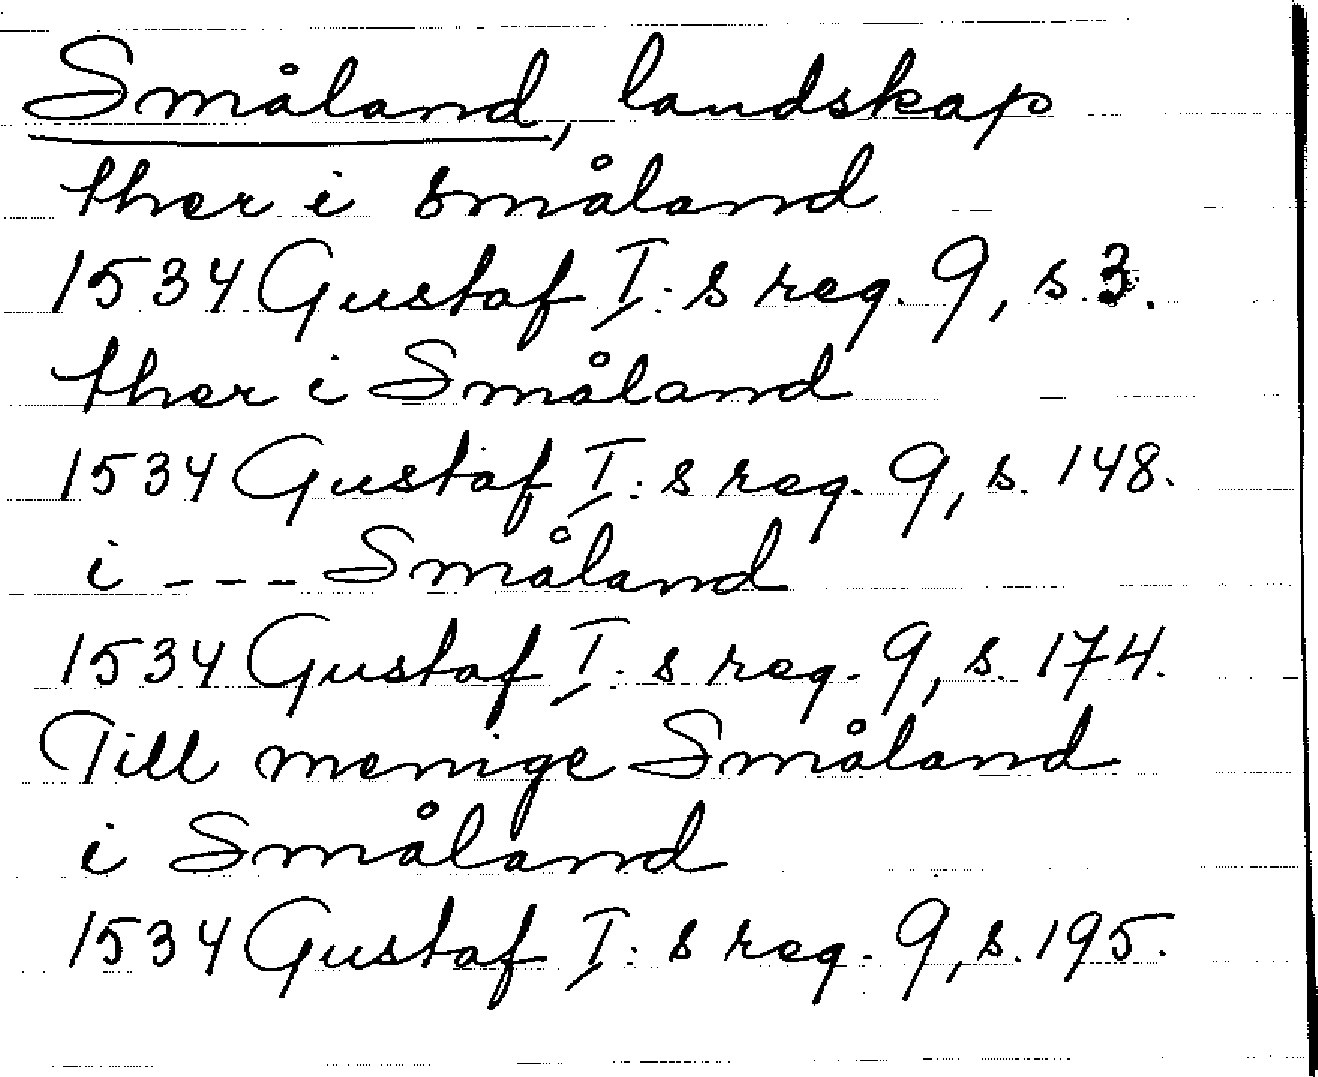 Småland, landskap
ther i småland
1534 Gustaf I:s reg. 9, s. 3.
ther i Småland
1534 Gustaf I:s reg. 9, s. 148.
i --- Småland
1534 Gustaf I:s reg. 9, s. 174.
Till menige Småland
i Småland
1534 Gustaf I:s reg. 9, s. 195.